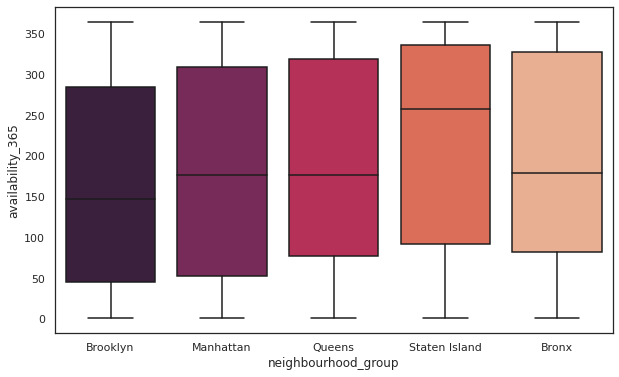 350
300
250
200
150
100
50
0
availability_365
Brooklyn Manhattan Queens Staten Island Bronx
neighbourhood_group